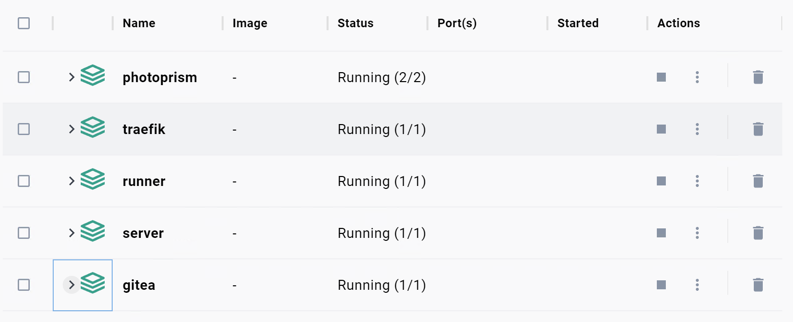 Name Image Status Port(s) Started Actions
photoprism - Running (2/2)
traefik - Running (1/1)
runner - Running (1/1)
server - Running (1/1)
gitea - Running (1/1)